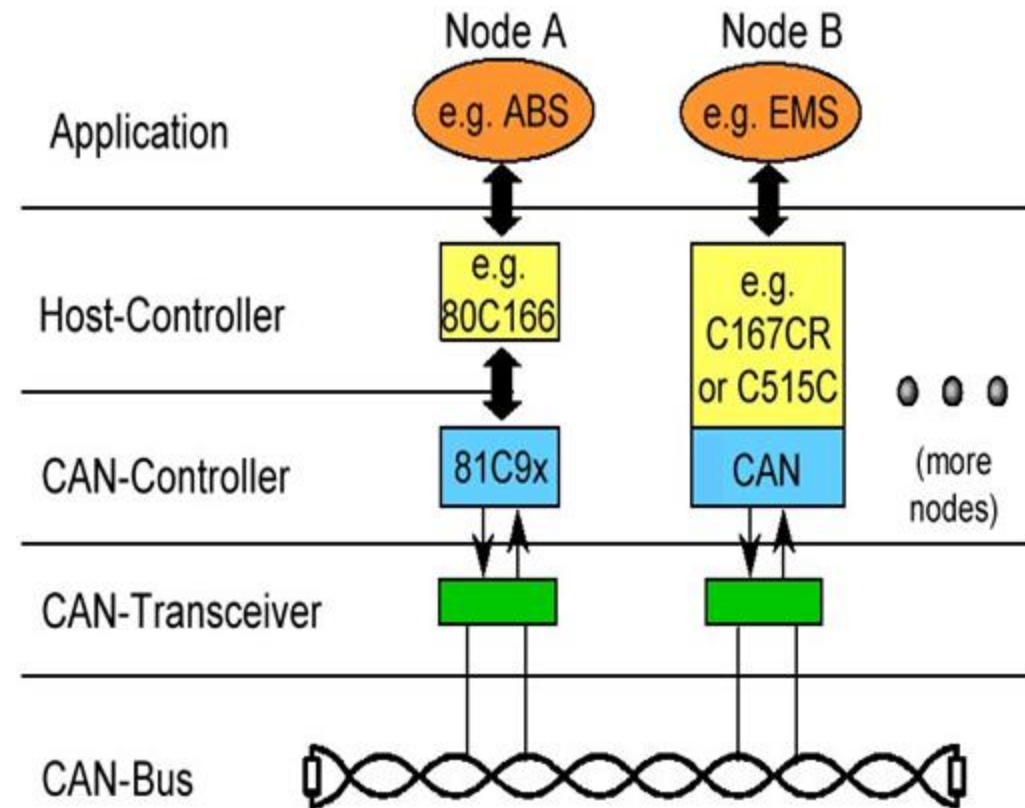 Node A
Node B
Application
e.g. ABS
e.g. EMS
Host-Controller
e.g.
80C166
e.g.
C167CR
or C515C
CAN-Controller
81C9x
CAN
(more
nodes)
CAN-Transceiver
CAN-Bus